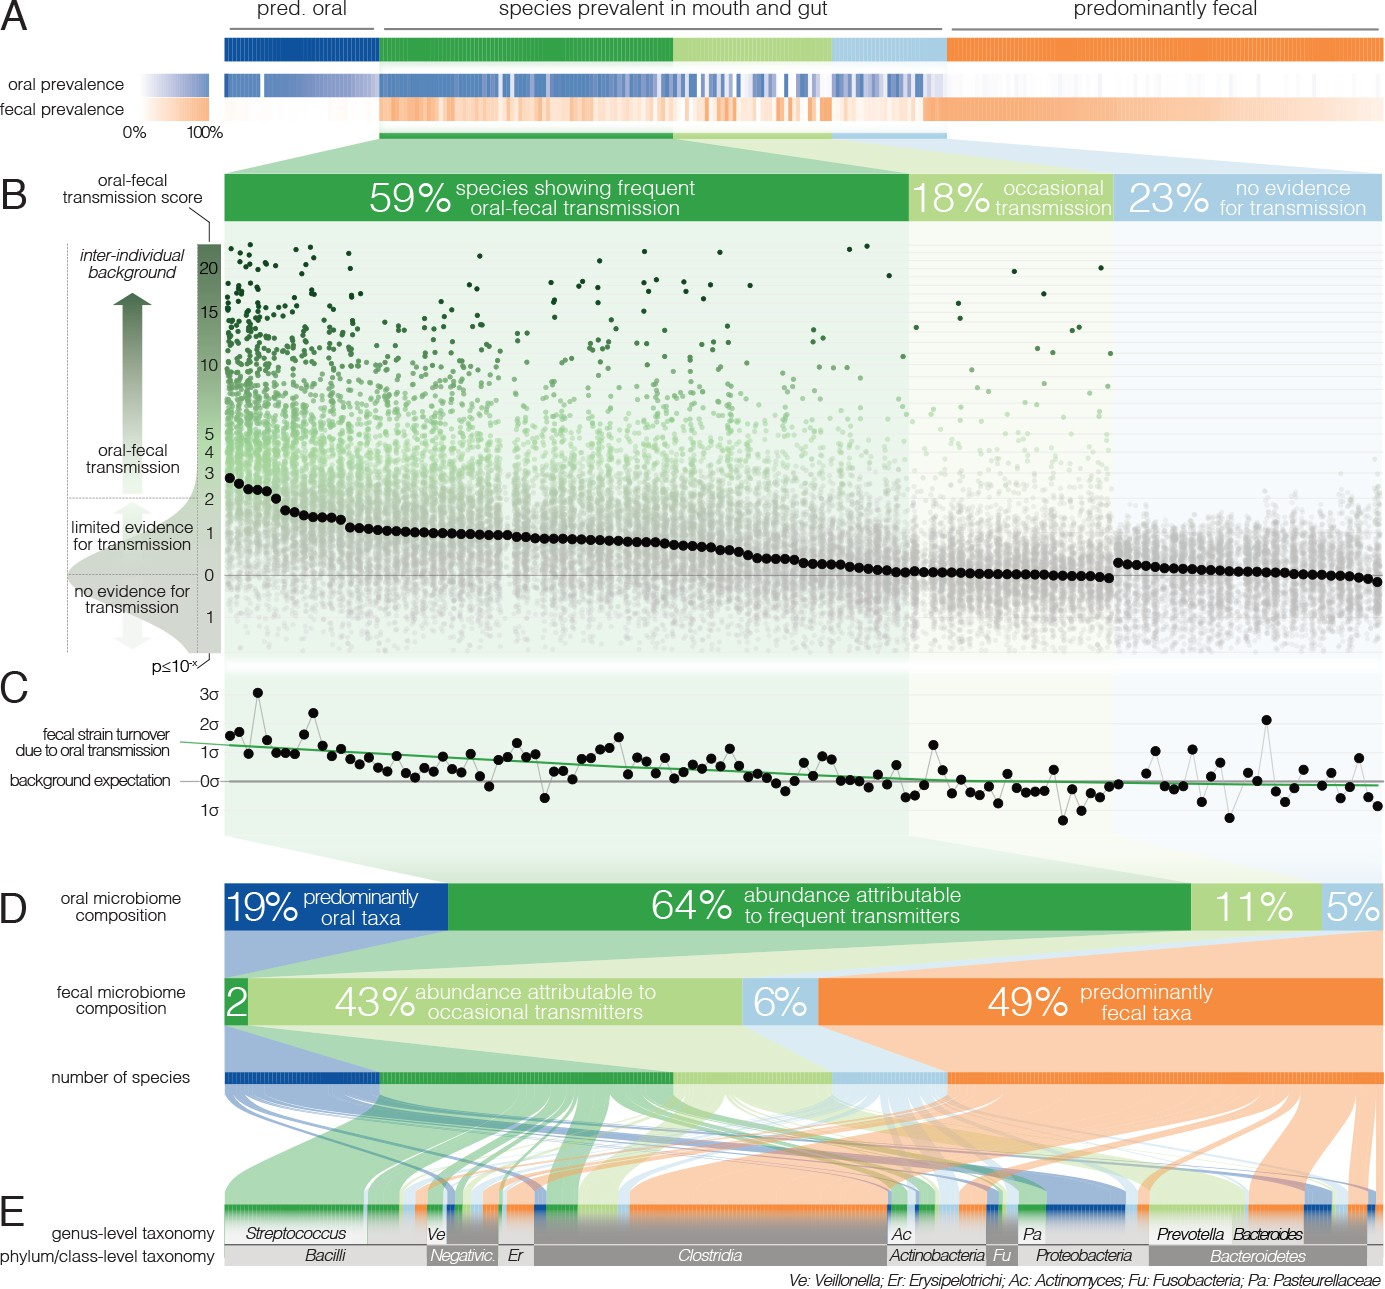 A
pred. oral
species prevalent in mouth and gut
predominantly fecal
oral prevalence
fecal prevalence
0%
100%
B
oral-fecal
transmission score
59% species showing frequent
oral-fecal transmission
18% occasional
transmission
23% no evidence
for transmission
inter-individual
background
20
15
10
5
4
3
2
1
0
1
oral-fecal
transmission
limited evidence
for transmission
no evidence for
transmission
p≤10-x
C
3σ
2σ
1σ
0σ
1σ
fecal strain turnover
due to oral transmission
background expectation
D
oral microbiome
composition
19% predominantly
oral taxa
64% abundance attributable
to frequent transmitters
11%
5%
fecal microbiome
composition
2
43% abundance attributable to
occasional transmitters
6%
49% predominantly
fecal taxa
number of species
E
genus-level taxonomy
Streptococcus
Ve
Ac
Pa
Prevotella
Bacteroides
phylum/class-level taxonomy
Bacilli
Negativic.
Er
Clostridia
Actinobacteria
Fu
Proteobacteria
Bacteroidetes
Ve: Veillonella; Er: Erysipelotrichi; Ac: Actinomyces; Fu: Fusobacteria; Pa: Pasteurellaceae